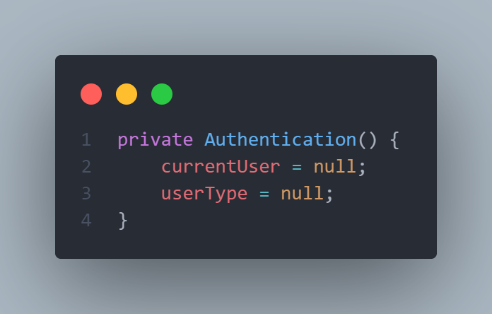 1 private Authentication() {
2     currentUser = null;
3     userType = null;
4 }